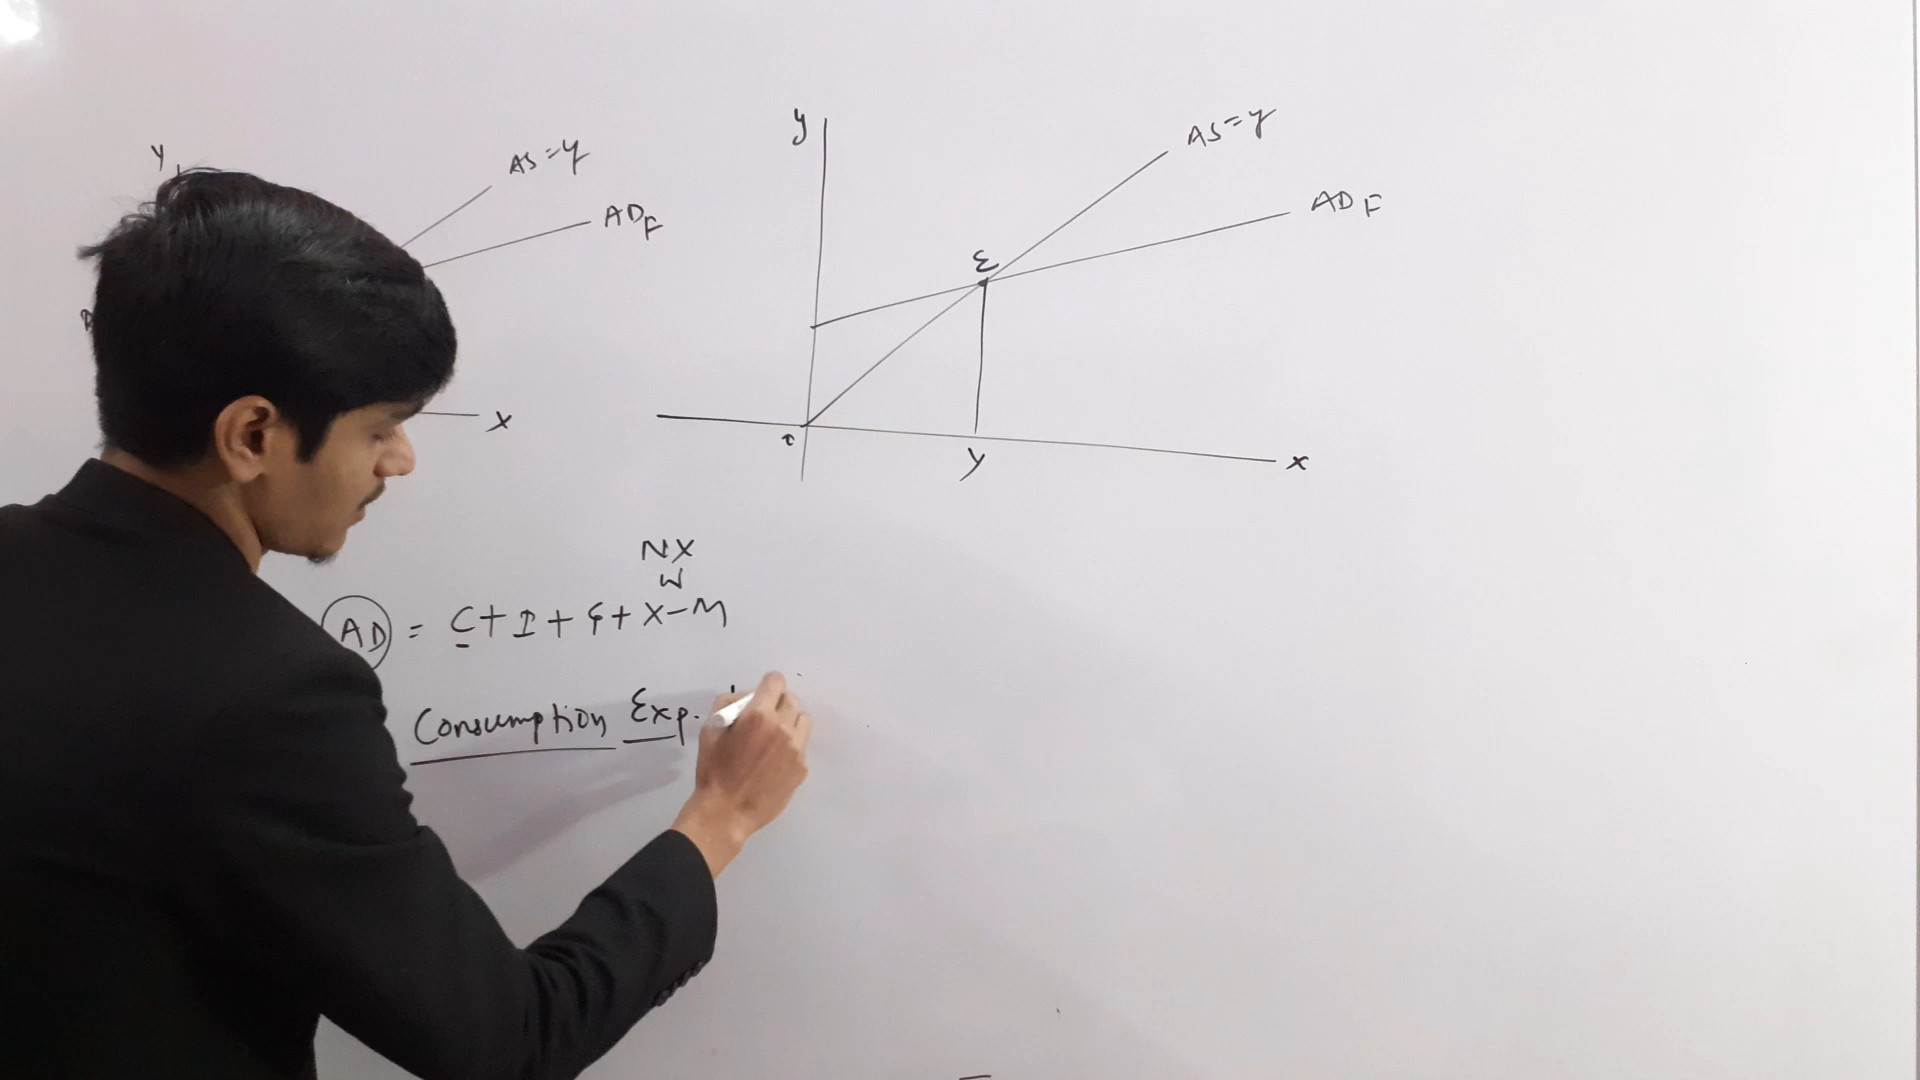 Y
AS=Y
ADF
X
y
AS=Y
ADF
E
o
y
x
NX
AD = C+I+G+X-M
Consumption Exp.